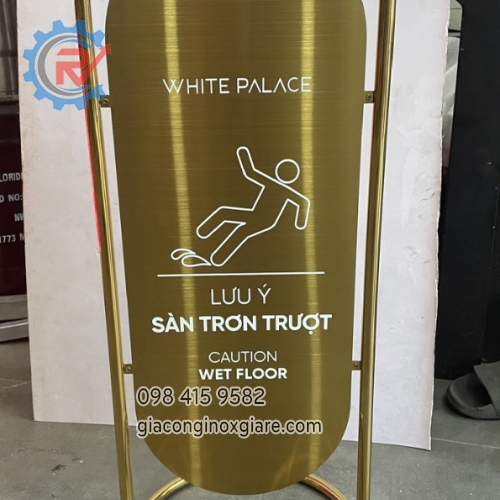 WHITE PALACE
LƯU Ý
SÀN TRƠN TRƯỢT
CAUTION
WET FLOOR
098 415 9582
giaconginoxgiare.com